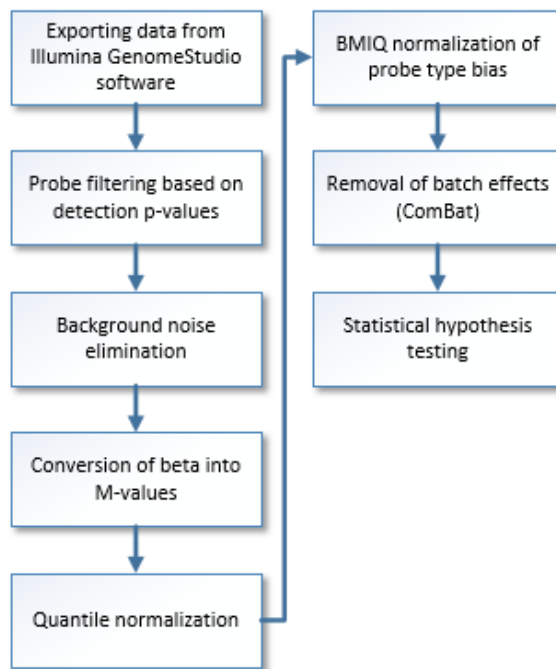 Exporting data from
Illumina GenomeStudio
software
Probe filtering based on
detection p-values
Background noise
elimination
Conversion of beta into
M-values
Quantile normalization
BMIQ normalization of
probe type bias
Removal of batch effects
(ComBat)
Statistical hypothesis
testing